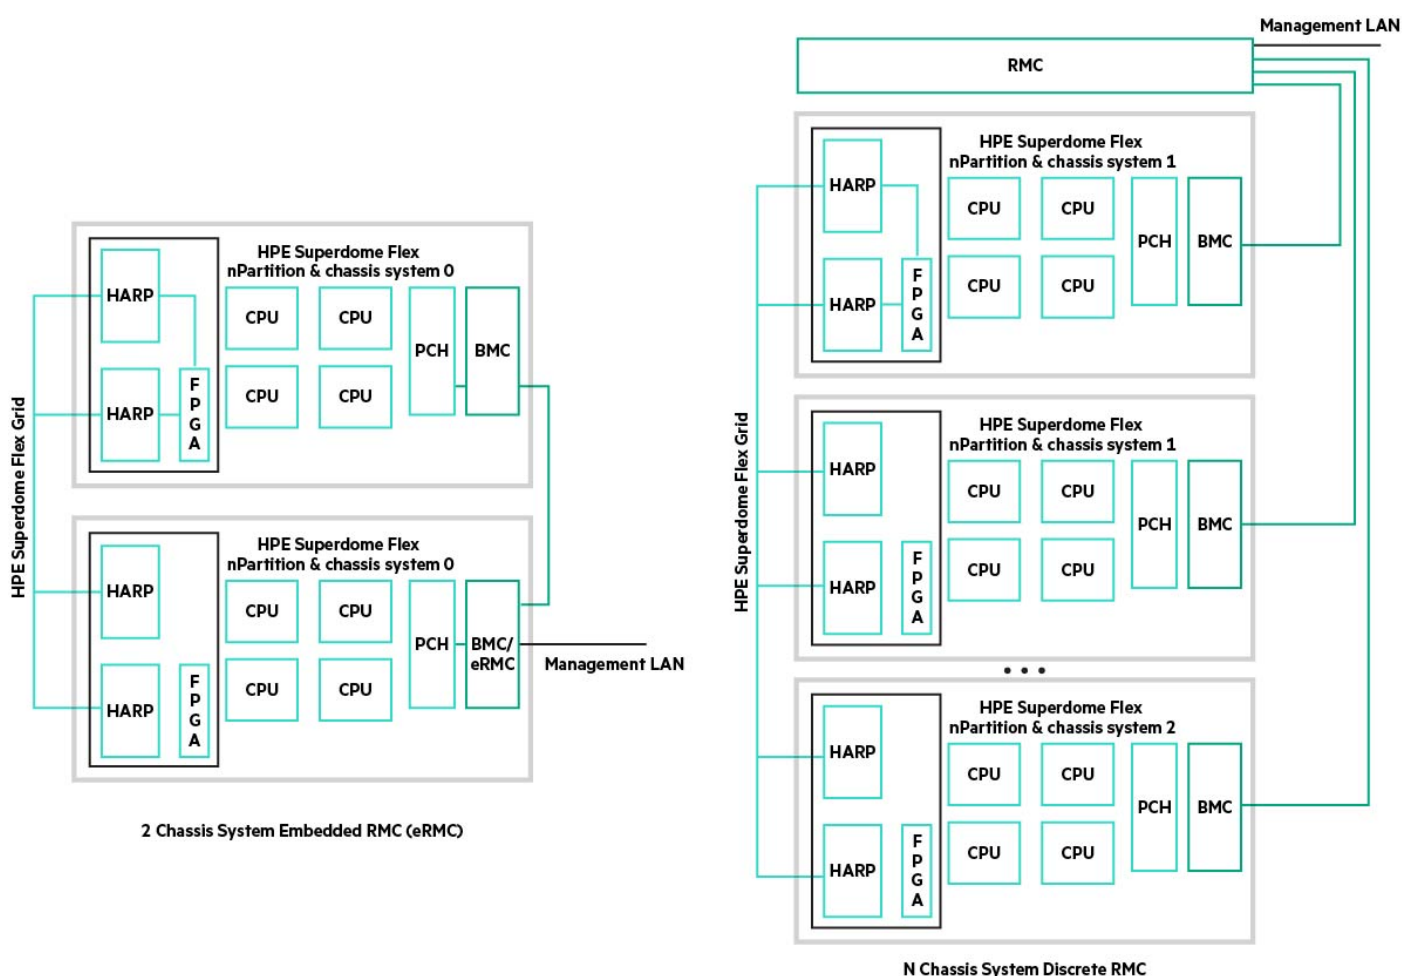 HPE Superdome Flex Grid
HPE Superdome Flex
nPartition & chassis system 0
HARP
CPU
CPU
PCH
BMC
HARP
FPGA
CPU
CPU
HPE Superdome Flex
nPartition & chassis system 0
HARP
CPU
CPU
PCH
BMC/
eRMC
Management LAN
HARP
FPGA
CPU
CPU
2 Chassis System Embedded RMC (eRMC)
Management LAN
RMC
HPE Superdome Flex Grid
HPE Superdome Flex
nPartition & chassis system 1
HARP
CPU
CPU
PCH
BMC
HARP
FPGA
CPU
CPU
HPE Superdome Flex
nPartition & chassis system 1
HARP
CPU
CPU
PCH
BMC
HARP
FPGA
CPU
CPU
• • •
HPE Superdome Flex
nPartition & chassis system 2
HARP
CPU
CPU
PCH
BMC
HARP
FPGA
CPU
CPU
N Chassis System Discrete RMC